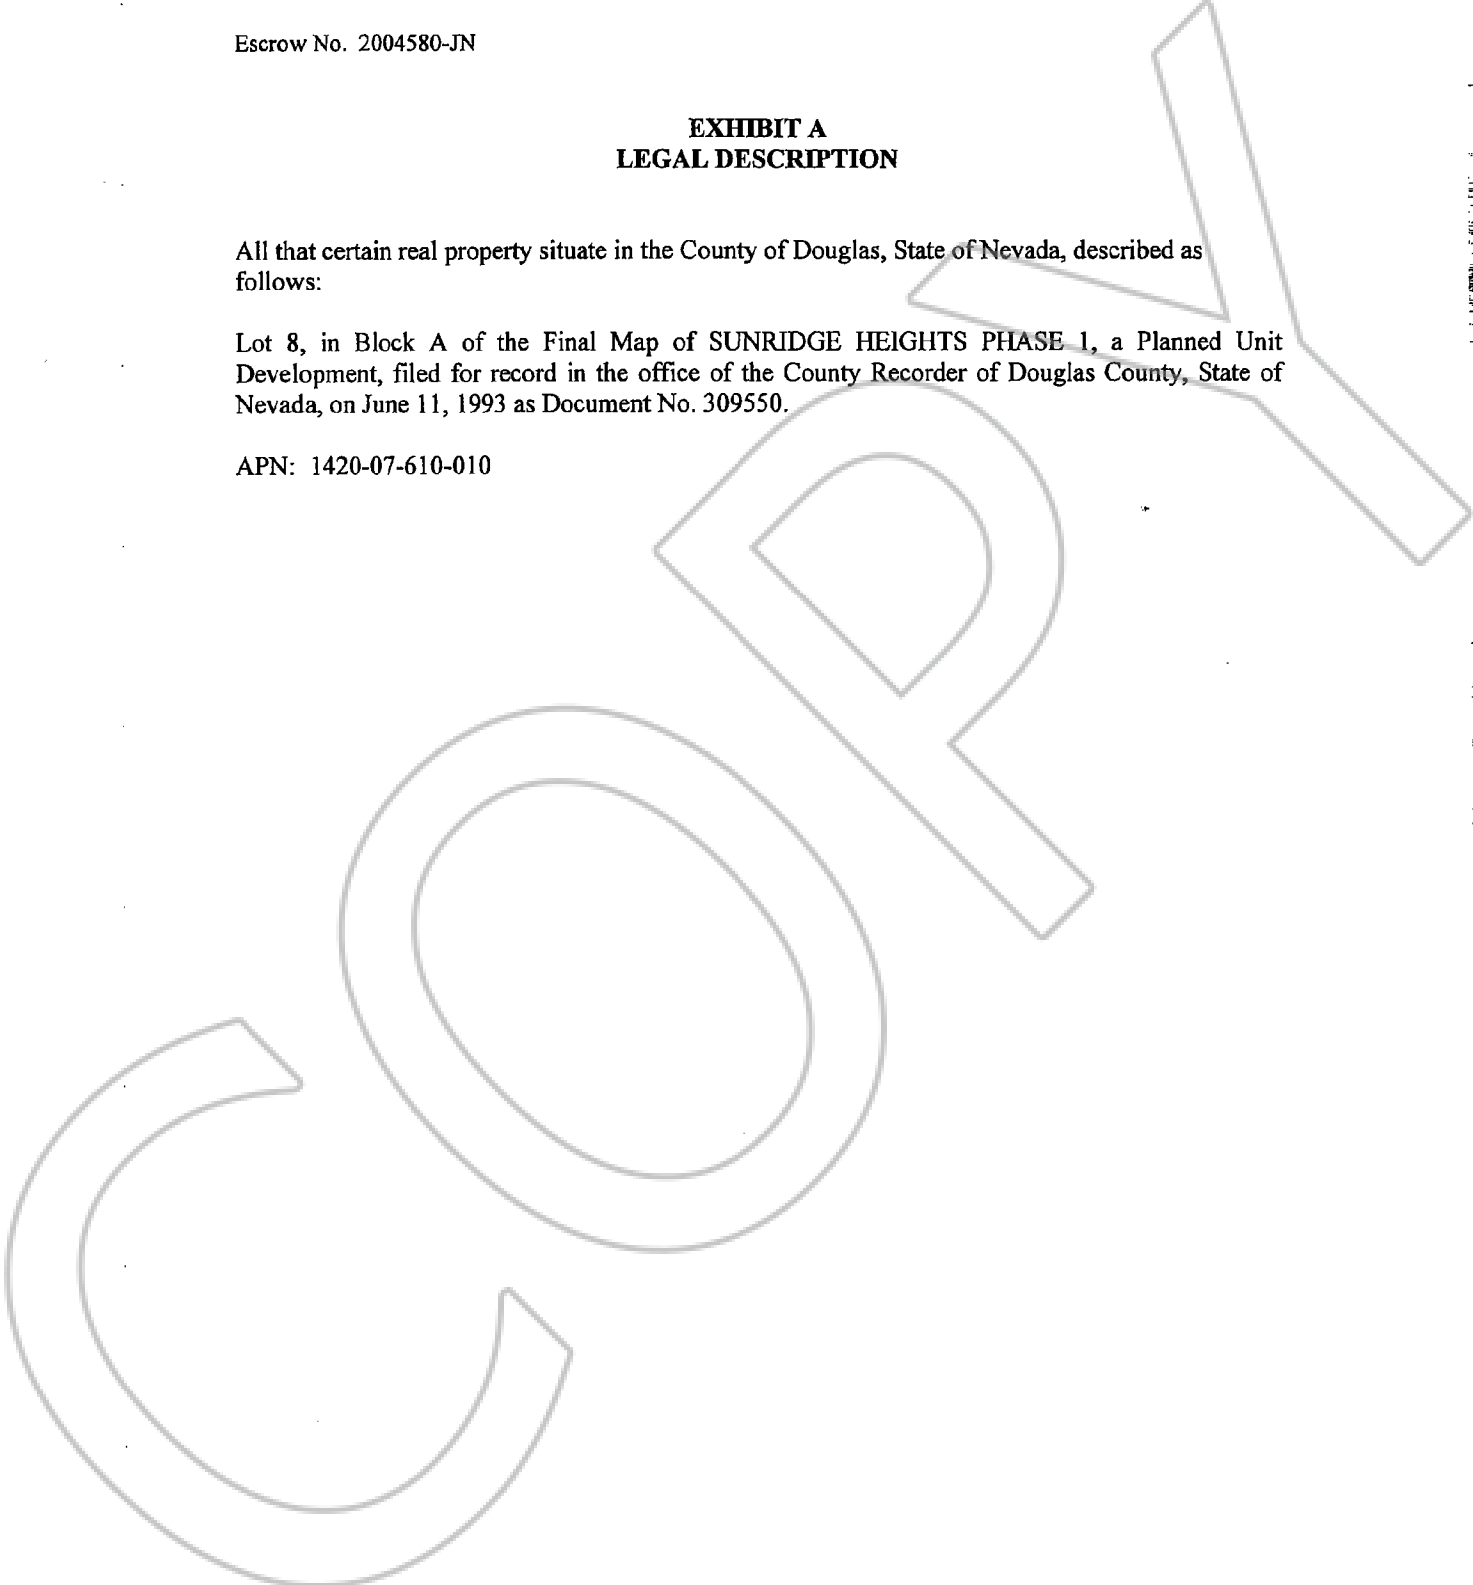 Escrow No. 2004580-JN
EXHIBIT A
LEGAL DESCRIPTION
All that certain real property situate in the County of Douglas, State of Nevada, described as
follows:
Lot 8, in Block A of the Final Map of SUNRIDGE HEIGHTS PHASE 1, a Planned Unit
Development, filed for record in the office of the County Recorder of Douglas County, State of
Nevada, on June 11, 1993 as Document No. 309550.
APN: 1420-07-610-010
COPY